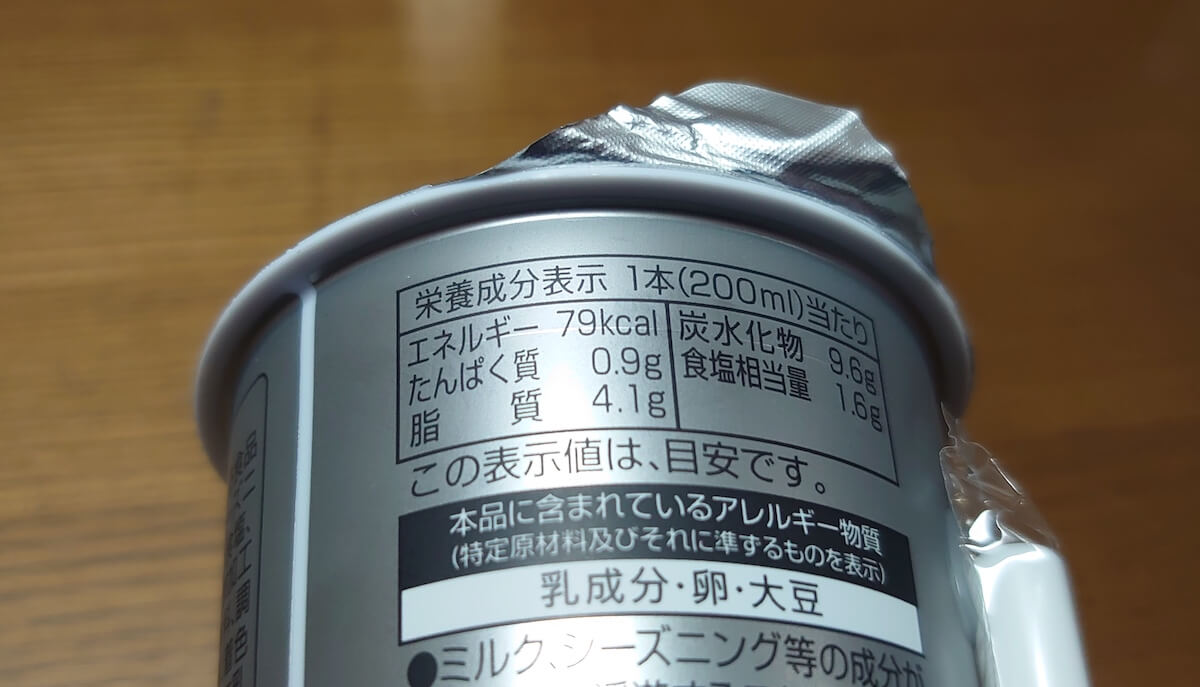 栄養成分表示 1本(200ml)当たり
エネルギー 79kcal
たんぱく質 0.9g
脂質 4.1g
炭水化物 9.6g
食塩相当量 1.6g
この表示値は、目安です。
本品に含まれているアレルギー物質
(特定原材料及びそれに準ずるものを表示)
乳成分・卵・大豆
●ミルク、シーズニング等の成分が